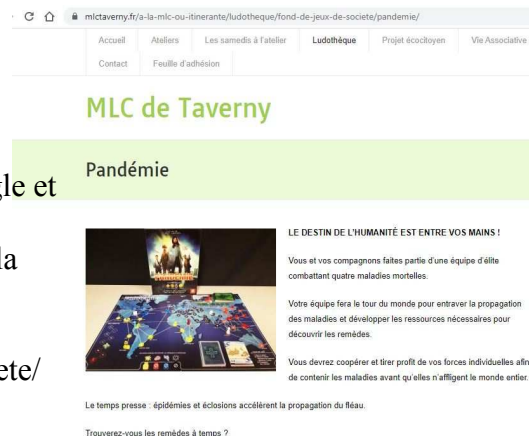 mlctaverny.fr/a-la-mlc-ou-itinerante/ludotheque/fond-de-jeux-de-societe/pandemie/
Accueil Ateliers Les samedis à l'atelier Ludothèque Projet écocitoyen Vie Associative
Contact Feuille d'adhésion
MLC de Taverny
Pandémie
gle et
la
ete/
LE DESTIN DE L'HUMANITÉ EST ENTRE VOS MAINS !
Vous et vos compagnons faites partie d'une équipe d'élite
combattant quatre maladies mortelles.
Votre équipe fera le tour du monde pour entraver la propagation
des maladies et développer les ressources nécessaires pour
découvrir les remèdes.
Vous devrez coopérer et tirer profit de vos forces individuelles afin
de contenir les maladies avant qu'elles n'affligent le monde entier.
Le temps presse : épidémies et éclosions accélèrent la propagation du fléau.
Trouverez-vous les remèdes à temps ?